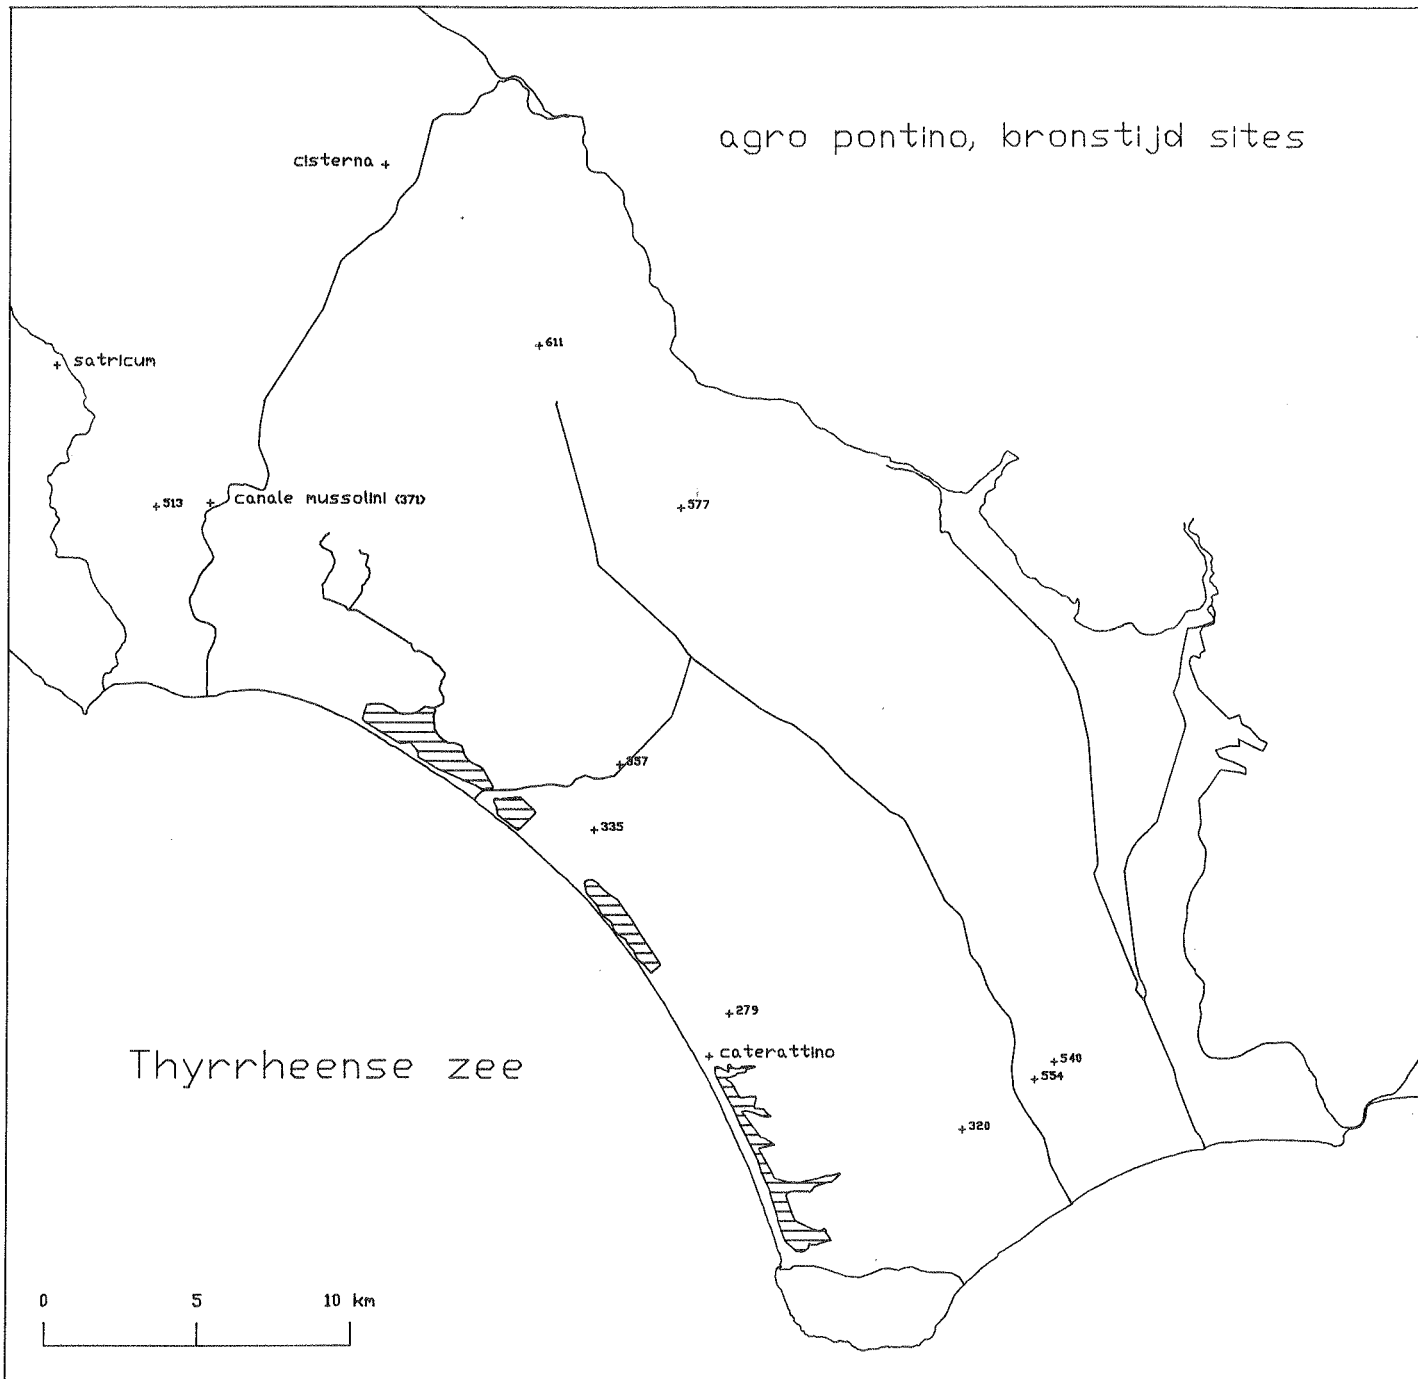 agro pontino, bronstijd sites
cisterna
611
satricum
513
canale mussolini (371)
577
357
335
279
caterattino
Thyrrheense zee
540
554
320
0 5 10 km